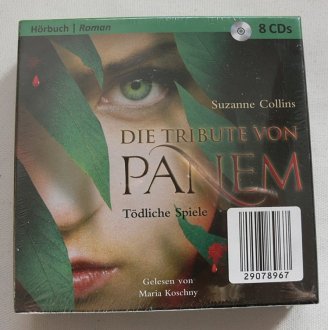 Hörbuch | Roman
8 CDs
Suzanne Collins
DIE TRIBUTE VON
PANEM
Tödliche Spiele
Gelesen von
Maria Koschny
29078967